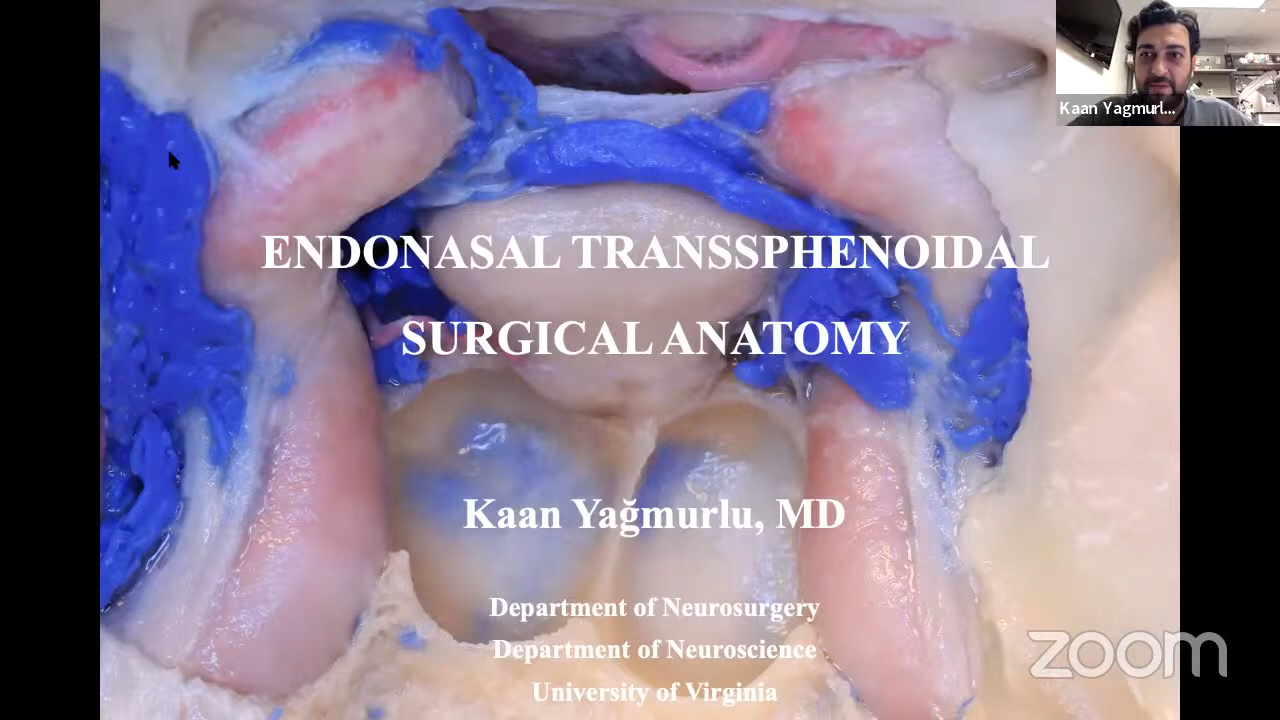 Kaan Yagmurl...
ENDONASAL TRANSSPHENOIDAL
SURGICAL ANATOMY
Kaan Yağmurlu, MD
Department of Neurosurgery
Department of Neuroscience
University of Virginia
zoom